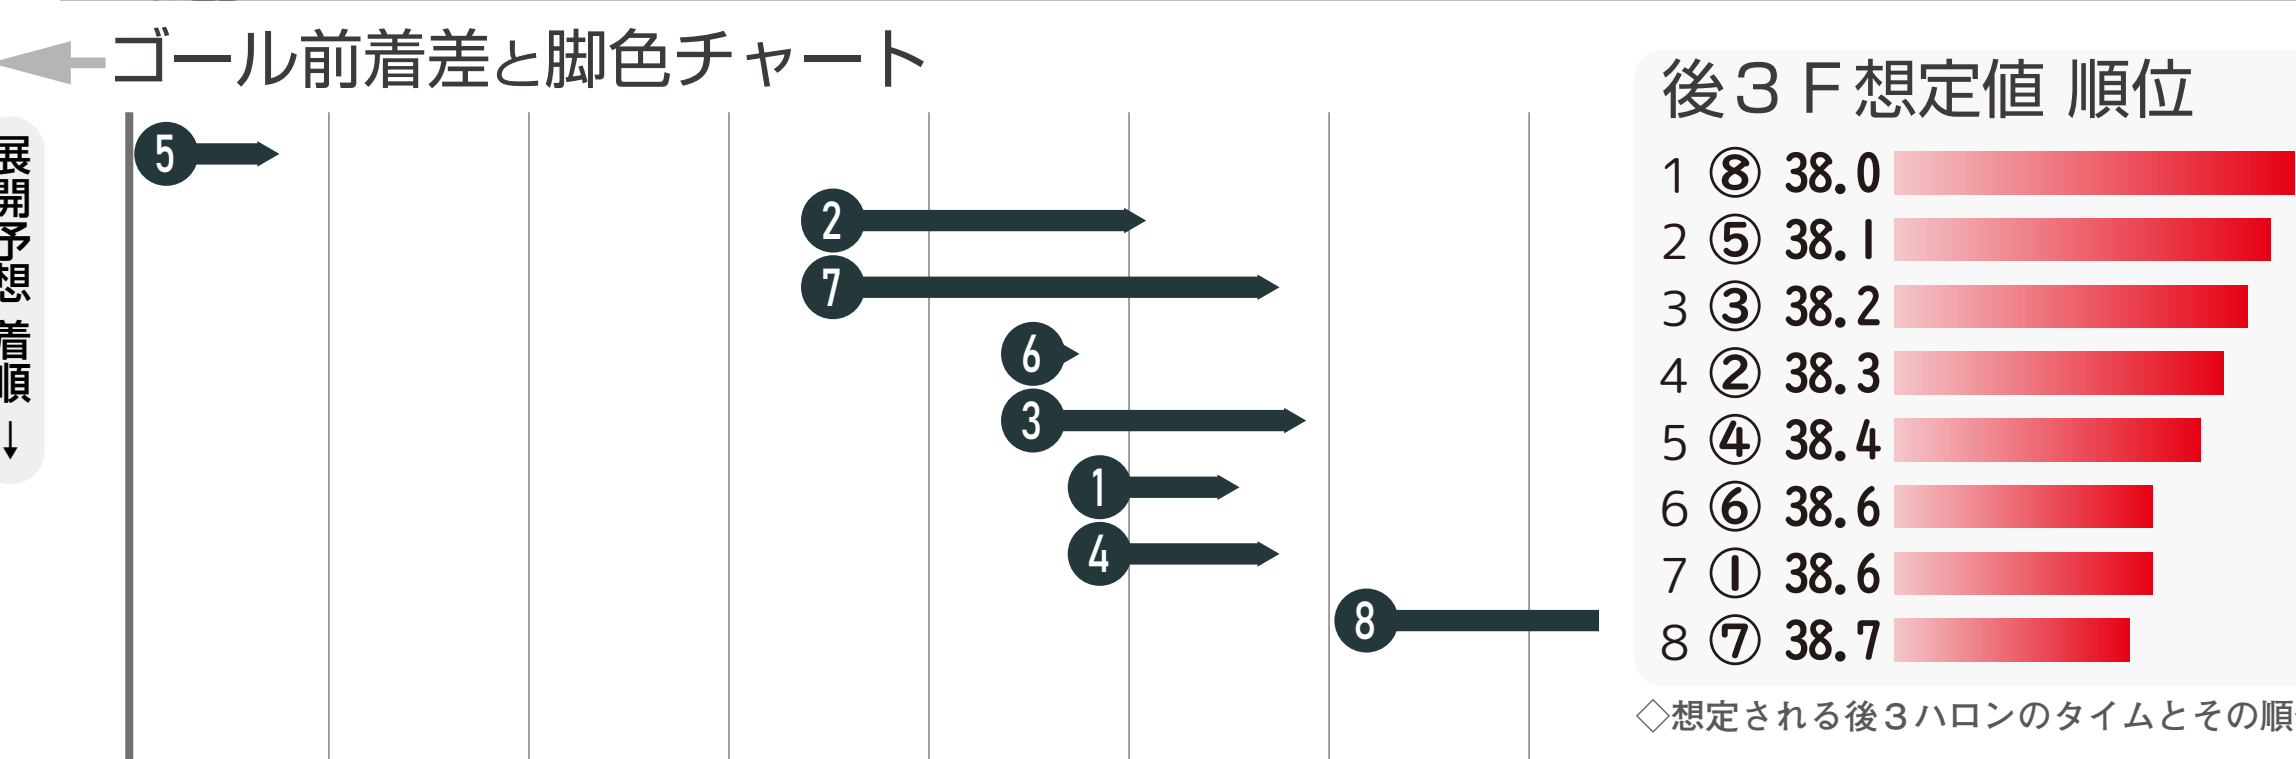 ゴール前着差と脚色チャート
展開予想 着順↓
5
2
7
6
3
1
4
8
後3F想定値 順位
1 ⑧ 38.0
2 ⑤ 38.1
3 ③ 38.2
4 ② 38.3
5 ④ 38.4
6 ⑥ 38.6
7 ① 38.6
8 ⑦ 38.7
◇想定される後3ハロンのタイムとその順